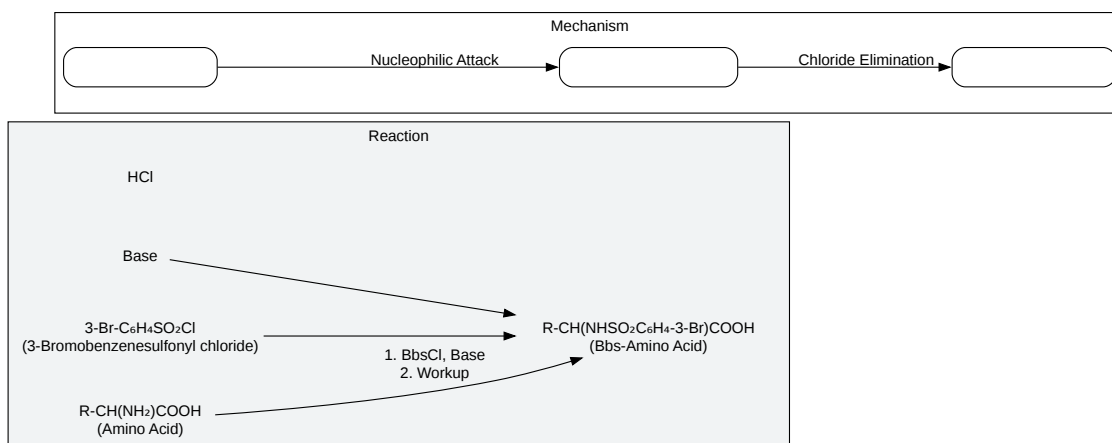 Mechanism
Nucleophilic Attack
Chloride Elimination
Reaction
HCl
Base
3-Br-C₆H₄SO₂Cl
(3-Bromobenzenesulfonyl chloride)
R-CH(NHSO₂C₆H₄-3-Br)COOH
(Bbs-Amino Acid)
1. BbsCl, Base
2. Workup
R-CH(NH₂)COOH
(Amino Acid)